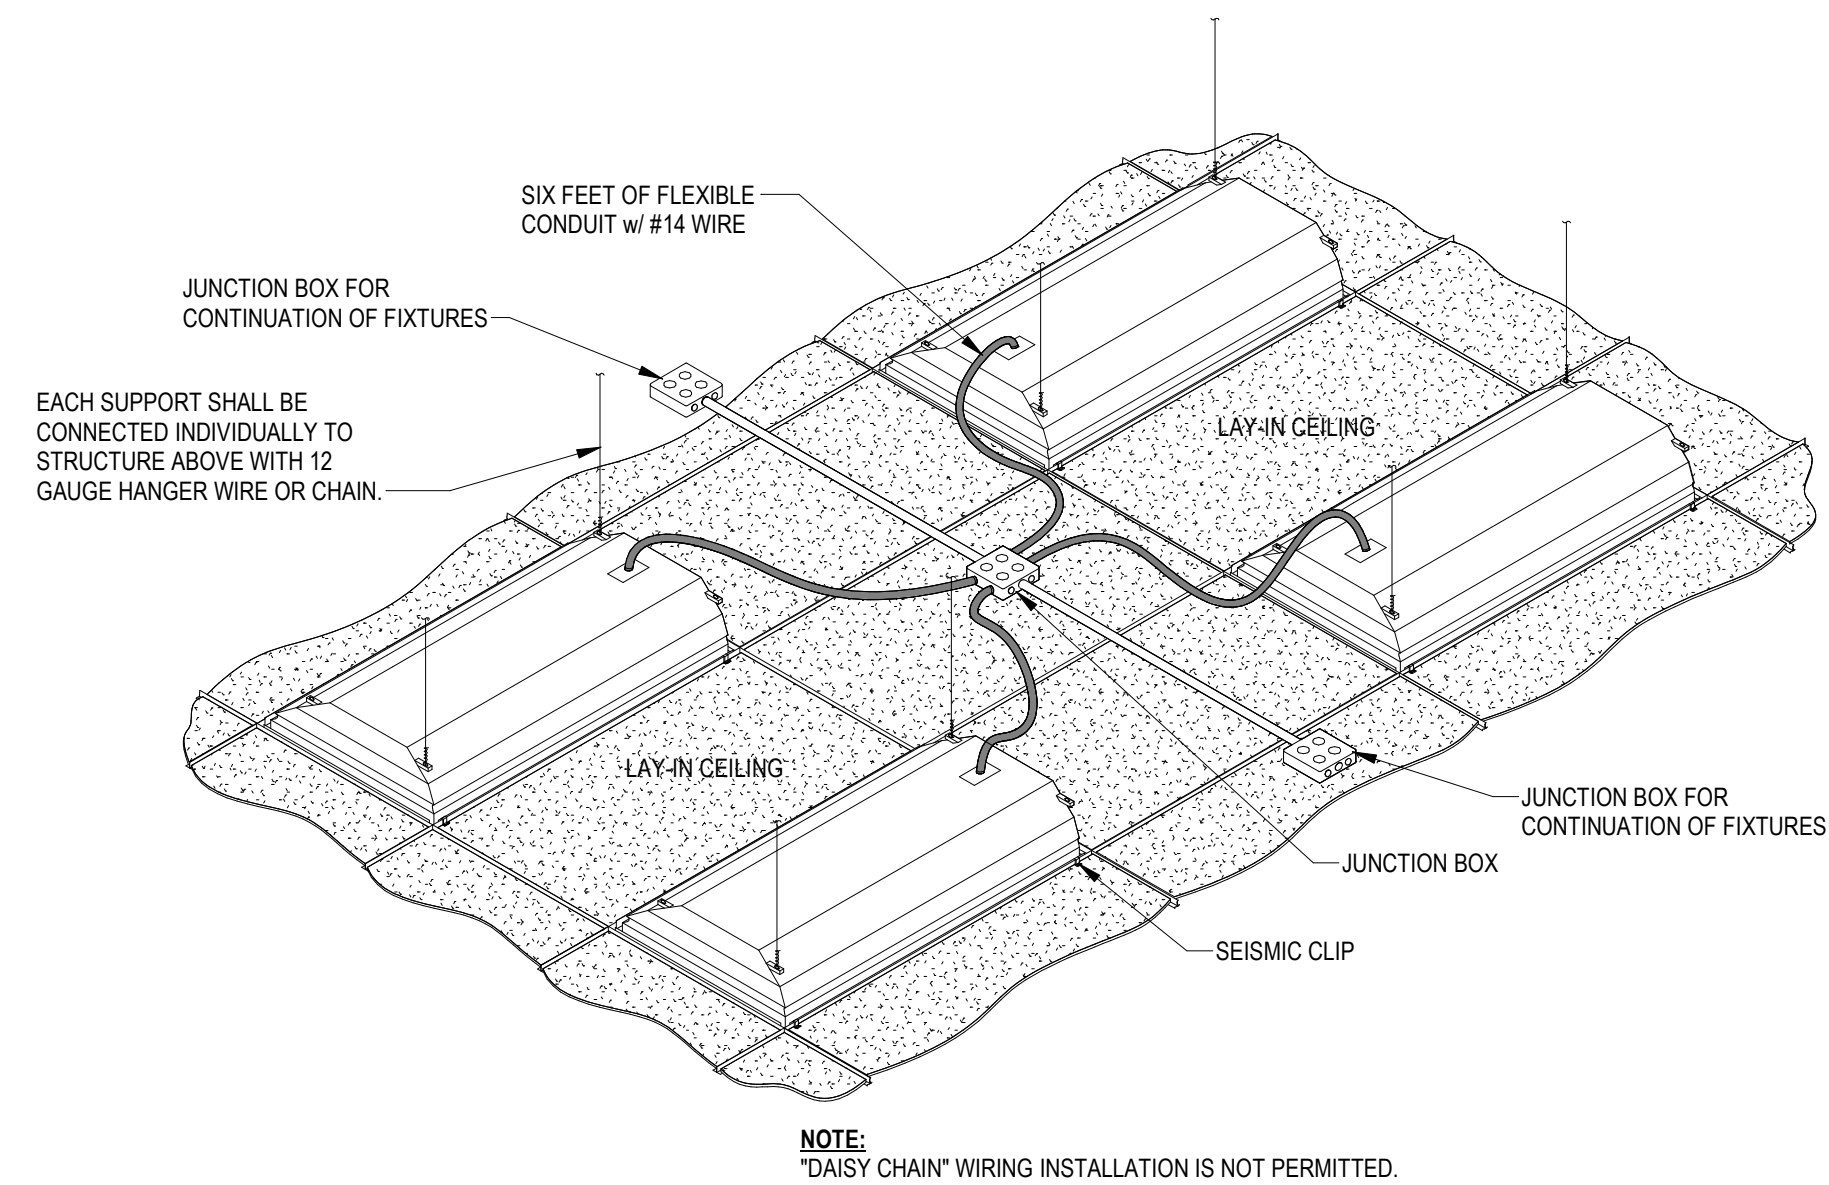 SIX FEET OF FLEXIBLE
CONDUIT w/ #14 WIRE
JUNCTION BOX FOR
CONTINUATION OF FIXTURES
EACH SUPPORT SHALL BE
CONNECTED INDIVIDUALLY TO
STRUCTURE ABOVE WITH 12
GAUGE HANGER WIRE OR CHAIN.
LAY-IN CEILING
LAY-IN CEILING
JUNCTION BOX FOR
CONTINUATION OF FIXTURES
JUNCTION BOX
SEISMIC CLIP
NOTE:
"DAISY CHAIN" WIRING INSTALLATION IS NOT PERMITTED.